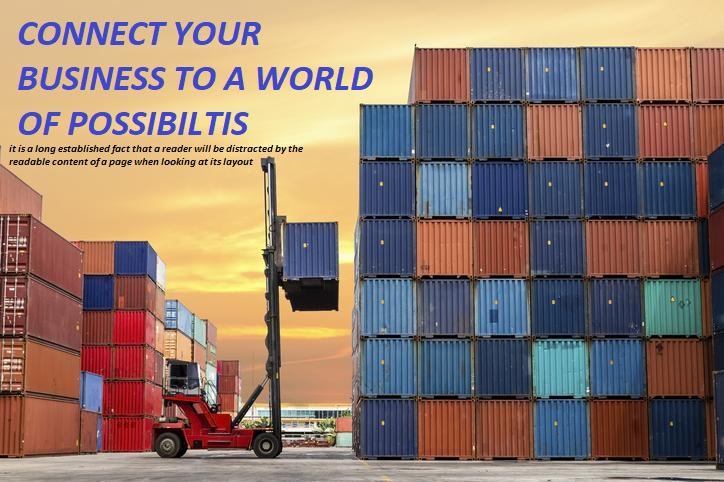 CONNECT YOUR
BUSINESS TO A WORLD
OF POSSIBILTIS
it is a long established fact that a reader will be distracted by the
readable content of a page when looking at its layout